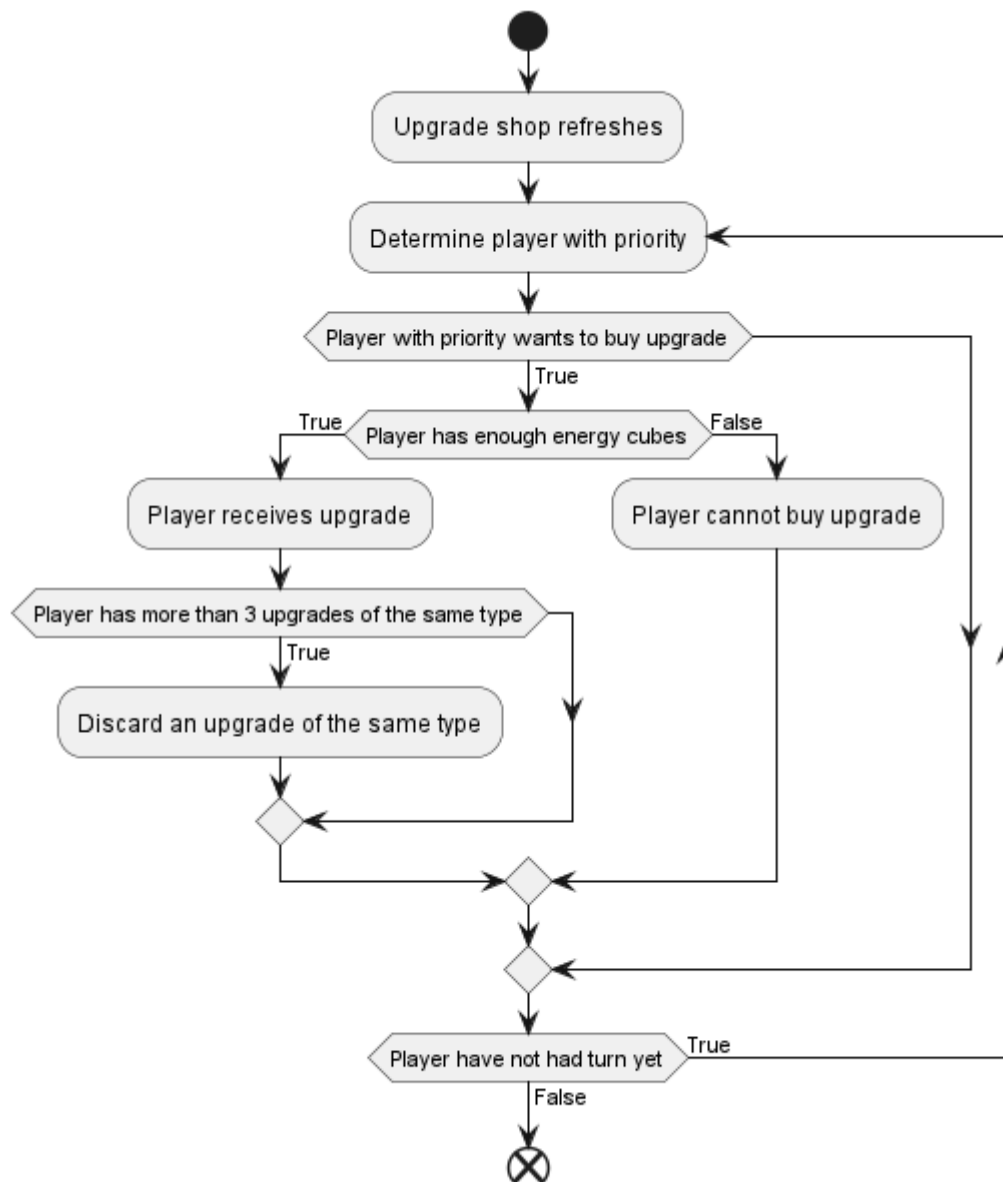 Upgrade shop refreshes
Determine player with priority
Player with priority wants to buy upgrade
True
True
Player has enough energy cubes
False
Player receives upgrade
Player cannot buy upgrade
Player has more than 3 upgrades of the same type
True
Discard an upgrade of the same type
Player have not had turn yet
True
False